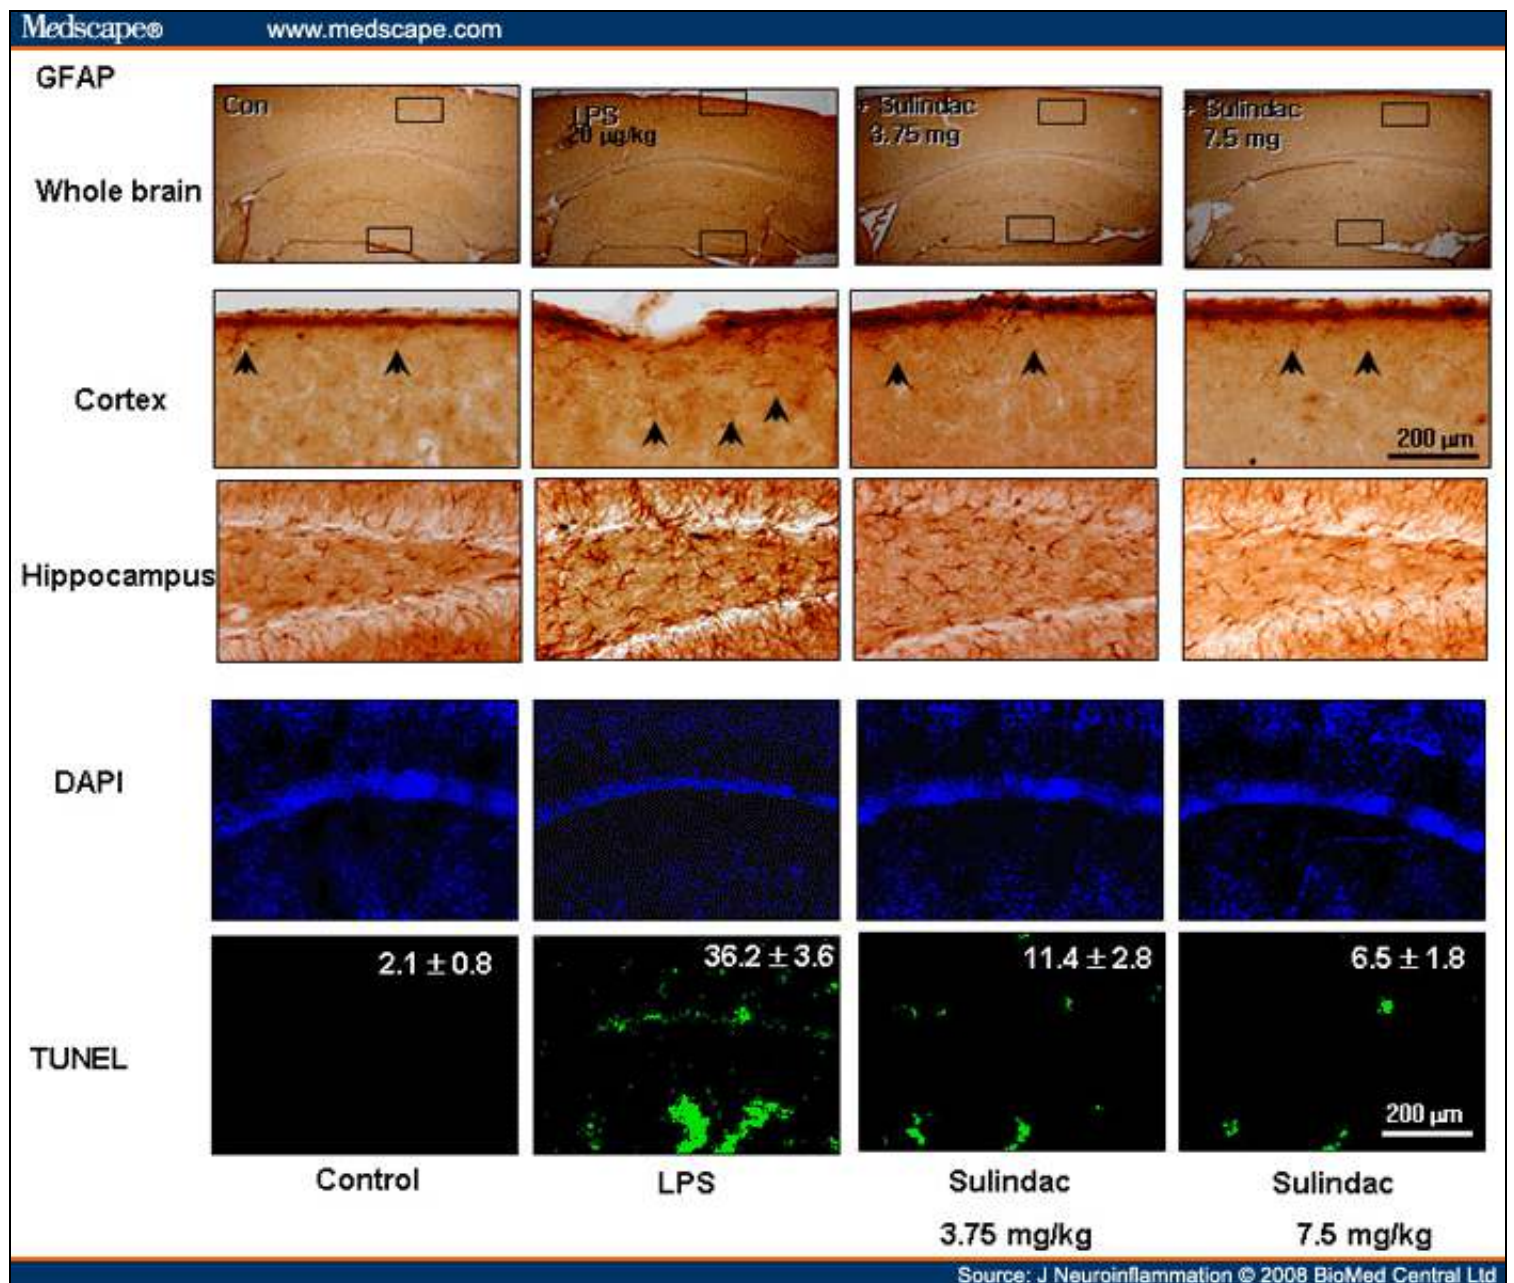 Medscape® www.medscape.com
GFAP
Con
LPS
20 µg/kg
+ Sulindac
3.75 mg
+ Sulindac
7.5 mg
Whole brain
Cortex
200 µm
Hippocampus
DAPI
2.1 ± 0.8
36.2 ± 3.6
11.4 ± 2.8
6.5 ± 1.8
TUNEL
200 µm
Control LPS Sulindac Sulindac
3.75 mg/kg 7.5 mg/kg
Source: J Neuroinflammation © 2008 BioMed Central Ltd